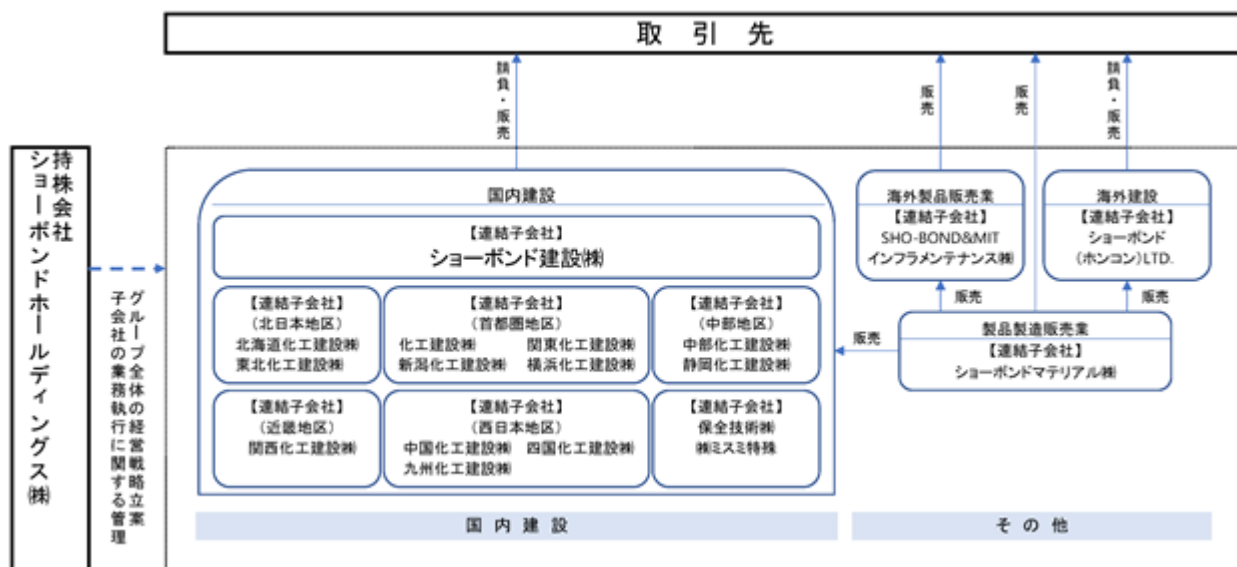 取引先
請負・販売
販売
販売
請負・販売
持株会社
ショーボンドホールディングス㈱
グループ全体の経営戦略立案
子会社の業務執行に関する管理
国内建設
【連結子会社】
ショーボンド建設㈱
【連結子会社】
(北日本地区)
北海道化工建設㈱
東北化工建設㈱
【連結子会社】
(首都圏地区)
化工建設㈱ 関東化工建設㈱
新潟化工建設㈱ 横浜化工建設㈱
【連結子会社】
(中部地区)
中部化工建設㈱
静岡化工建設㈱
【連結子会社】
(近畿地区)
関西化工建設㈱
【連結子会社】
(西日本地区)
中国化工建設㈱ 四国化工建設㈱
九州化工建設㈱
【連結子会社】
保全技術㈱
㈱ミスミ特殊
海外製品販売業
【連結子会社】
SHO-BOND&MIT
インフラメンテナンス㈱
海外建設
【連結子会社】
ショーボンド
(ホンコン)LTD.
販売
販売
販売
製品製造販売業
【連結子会社】
ショーボンドマテリアル㈱
国内建設
その他